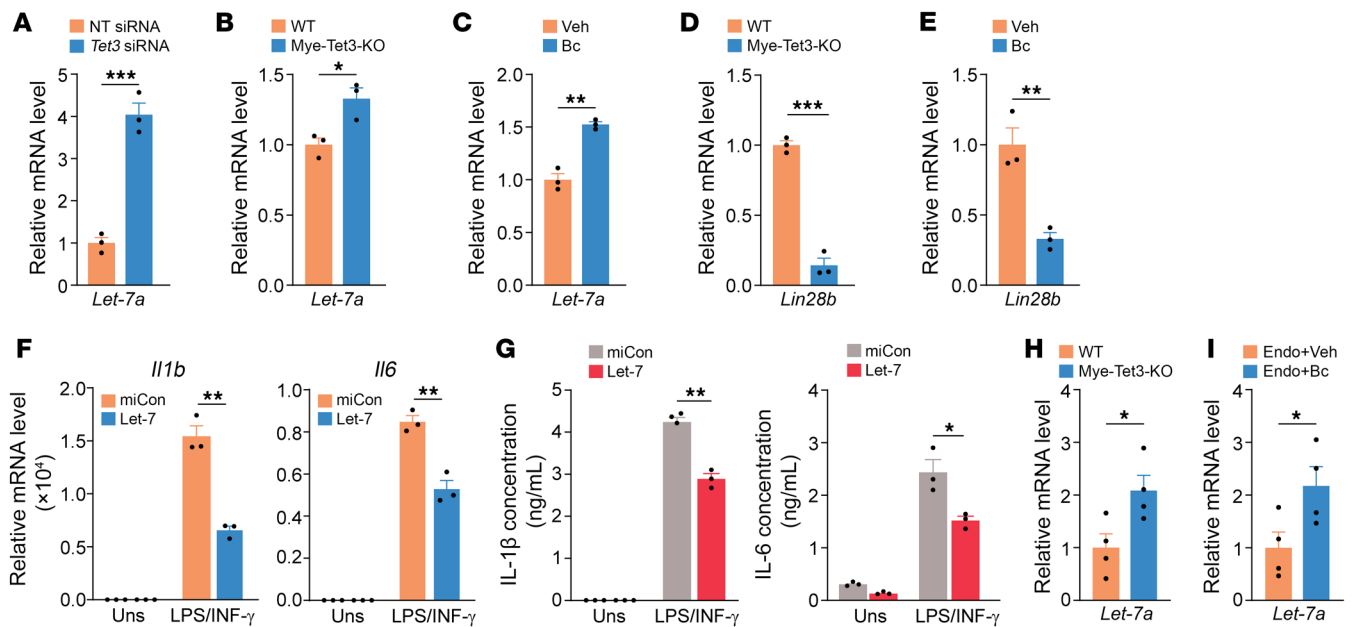 A
NT siRNA
Tet3 siRNA
***
Relative mRNA level
5
4
3
2
1
0
Let-7a
B
WT
Mye-Tet3-KO
*
Relative mRNA level
1.5
1.0
0.5
0.0
Let-7a
C
Veh
Bc
**
Relative mRNA level
2.0
1.5
1.0
0.5
0.0
Let-7a
D
WT
Mye-Tet3-KO
***
Relative mRNA level
1.5
1.0
0.5
0.0
Lin28b
E
Veh
Bc
**
Relative mRNA level
1.5
1.0
0.5
0.0
Lin28b
F
Il1b
miCon
Let-7
**
Relative mRNA level
(×10⁴)
2.0
1.5
1.0
0.5
0.0
Uns
LPS/INF-γ
Il6
miCon
Let-7
**
0.8
0.6
0.4
0.2
0.0
Uns
LPS/INF-γ
G
miCon
Let-7
**
IL-1β concentration
(ng/mL)
5
4
3
2
1
0
Uns
LPS/INF-γ
miCon
Let-7
*
IL-6 concentration
(ng/mL)
4
3
2
1
0
Uns
LPS/INF-γ
H
WT
Mye-Tet3-KO
*
Relative mRNA level
4
3
2
1
0
Let-7a
I
Endo+Veh
Endo+Bc
*
Relative mRNA level
4
3
2
1
0
Let-7a